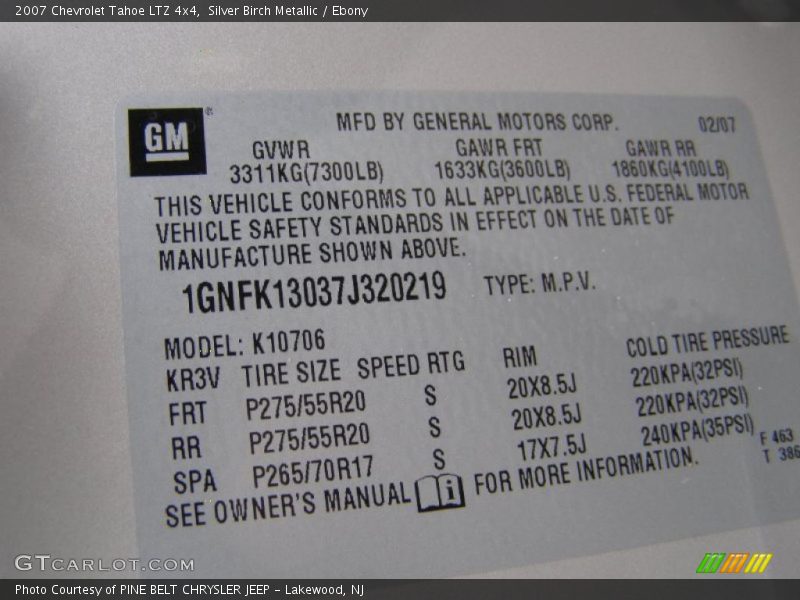 2007 Chevrolet Tahoe LTZ 4x4, Silver Birch Metallic / Ebony
GM®
MFD BY GENERAL MOTORS CORP. 02/07
GVWR GAWR FRT GAWR RR
3311KG(7300LB) 1633KG(3600LB) 1860KG(4100LB)
THIS VEHICLE CONFORMS TO ALL APPLICABLE U.S. FEDERAL MOTOR
VEHICLE SAFETY STANDARDS IN EFFECT ON THE DATE OF
MANUFACTURE SHOWN ABOVE.
1GNFK13037J320219 TYPE: M.P.V.
MODEL: K10706
KR3V TIRE SIZE SPEED RTG RIM COLD TIRE PRESSURE
FRT P275/55R20 S 20X8.5J 220KPA(32PSI)
RR P275/55R20 S 20X8.5J 220KPA(32PSI)
SPA P265/70R17 S 17X7.5J 240KPA(35PSI)
SEE OWNER'S MANUAL i FOR MORE INFORMATION.
F 463
T 386
GTCARLOT.COM
Photo Courtesy of PINE BELT CHRYSLER JEEP - Lakewood, NJ